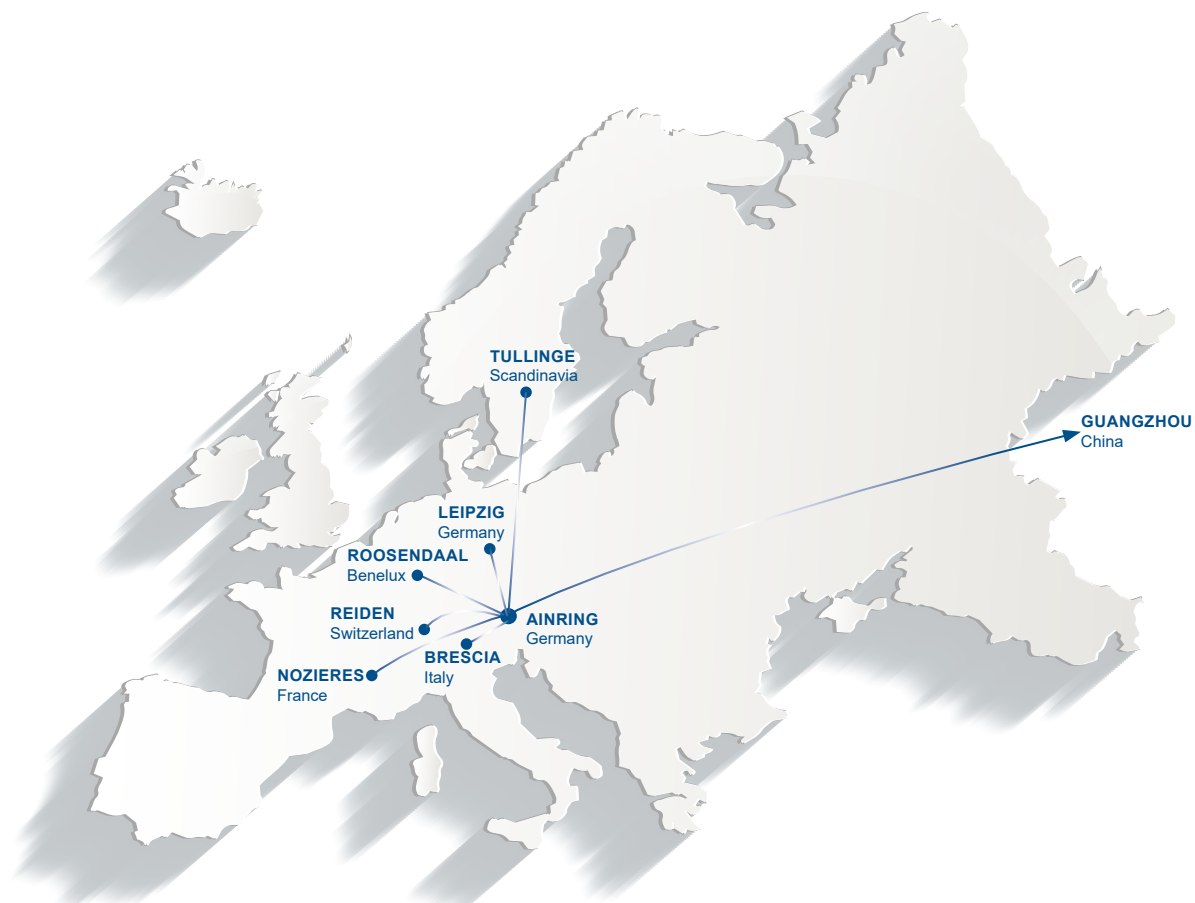 TULLINGE
Scandinavia
GUANGZHOU
China
LEIPZIG
Germany
ROOSENDAAL
Benelux
REIDEN
Switzerland
AINRING
Germany
BRESCIA
Italy
NOZIERES
France